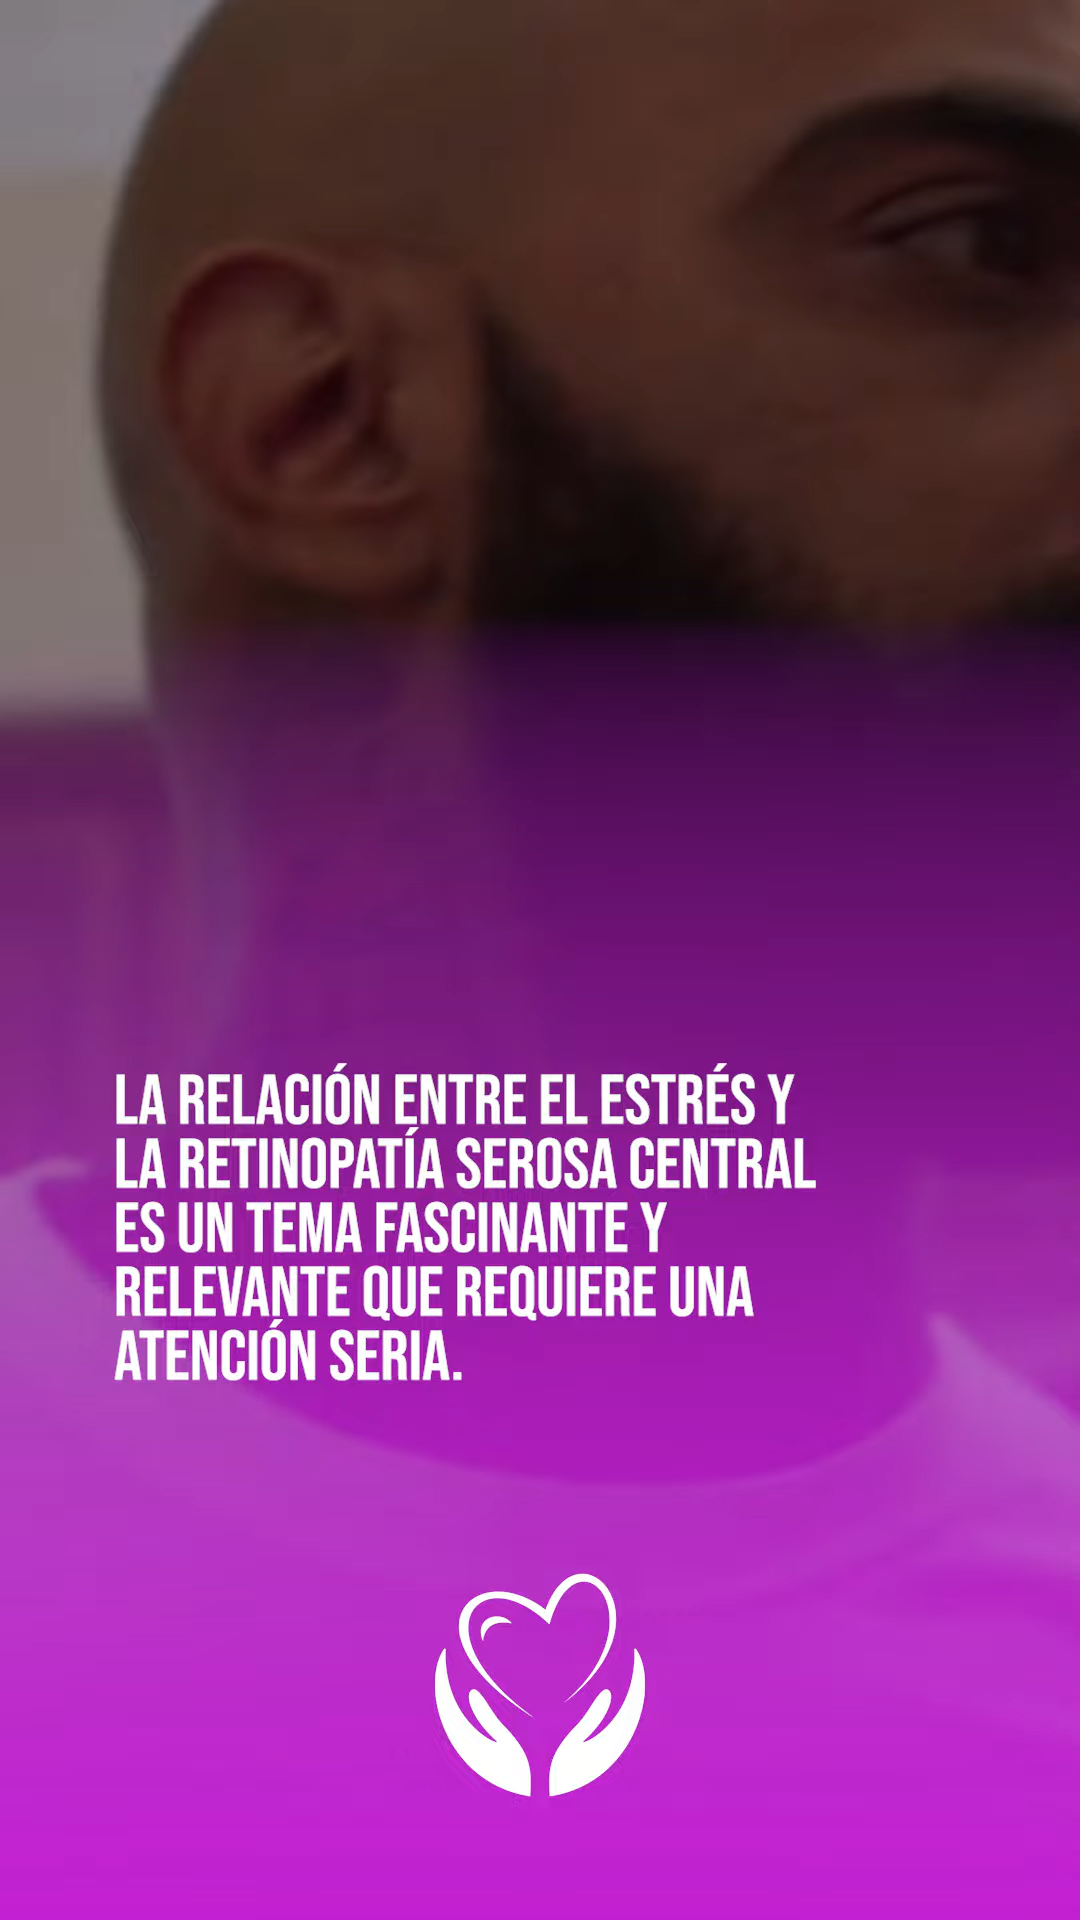 LA RELACIÓN ENTRE EL ESTRÉS Y
LA RETINOPATÍA SEROSA CENTRAL
ES UN TEMA FASCINANTE Y
RELEVANTE QUE REQUIERE UNA
ATENCIÓN SERIA.